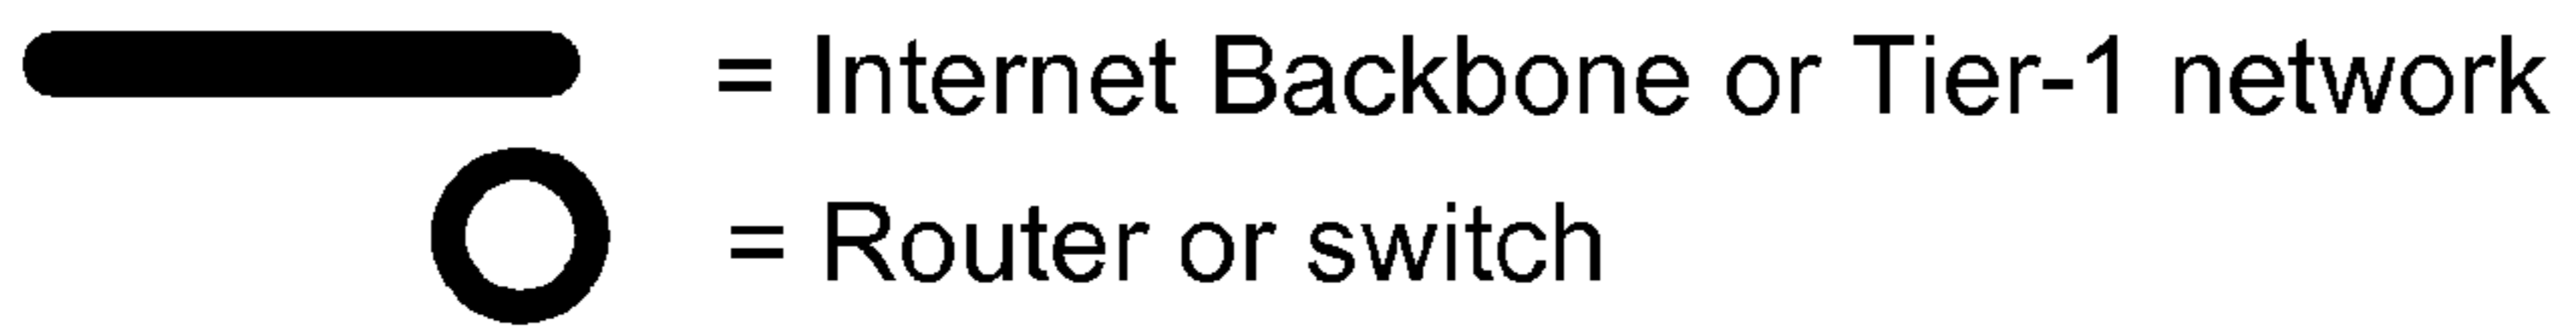 = Internet Backbone or Tier-1 network
= Router or switch